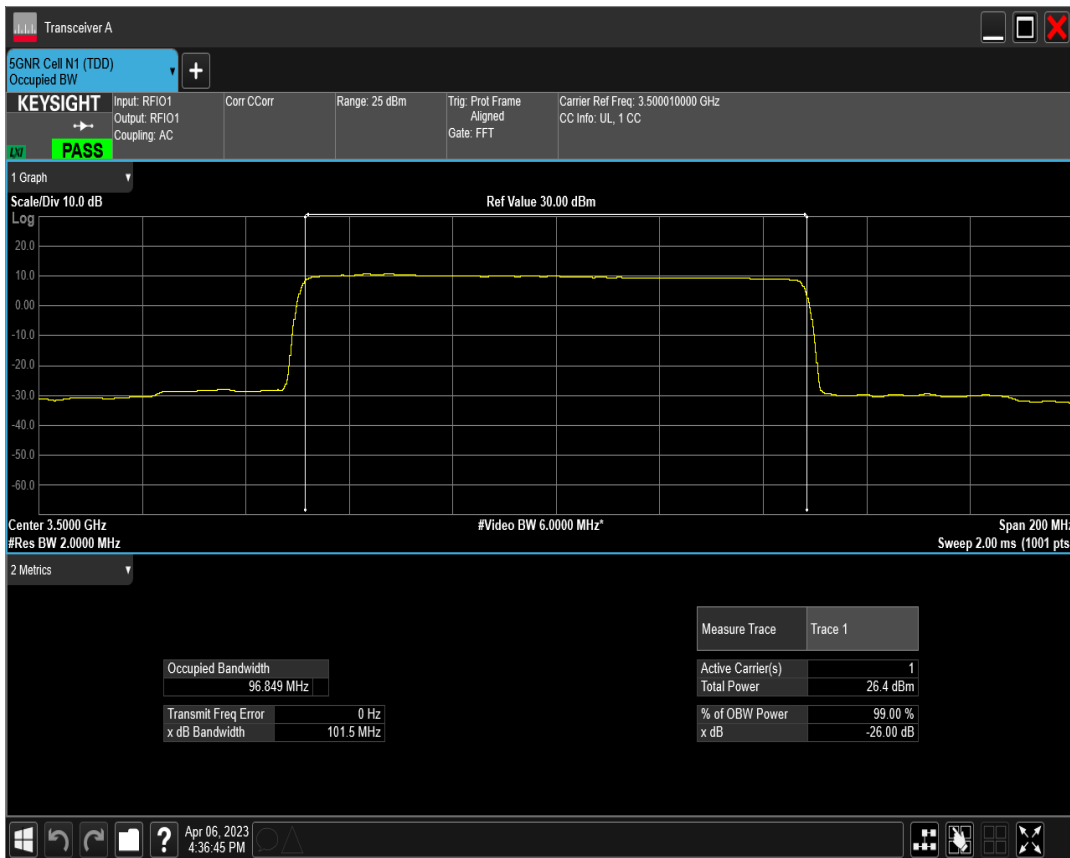 Transceiver A
5GNR Cell N1 (TDD)
Occupied BW
+
KEYSIGHT
LXI
PASS
Input: RFIO1
Output: RFIO1
Coupling: AC
Corr CCorr
Range: 25 dBm
Trig: Prot Frame
Aligned
Gate: FFT
Carrier Ref Freq: 3.500010000 GHz
CC Info: UL, 1 CC
1 Graph
Scale/Div 10.0 dB
Ref Value 30.00 dBm
Log
20.0
10.0
0.00
-10.0
-20.0
-30.0
-40.0
-50.0
-60.0
Center 3.5000 GHz
#Video BW 6.0000 MHz*
Span 200 MHz
#Res BW 2.0000 MHz
Sweep 2.00 ms (1001 pts
2 Metrics
Measure Trace Trace 1
Occupied Bandwidth
96.849 MHz
Active Carrier(s) 1
Total Power 26.4 dBm
Transmit Freq Error 0 Hz
x dB Bandwidth 101.5 MHz
% of OBW Power 99.00 %
x dB -26.00 dB
?
Apr 06, 2023
4:36:45 PM